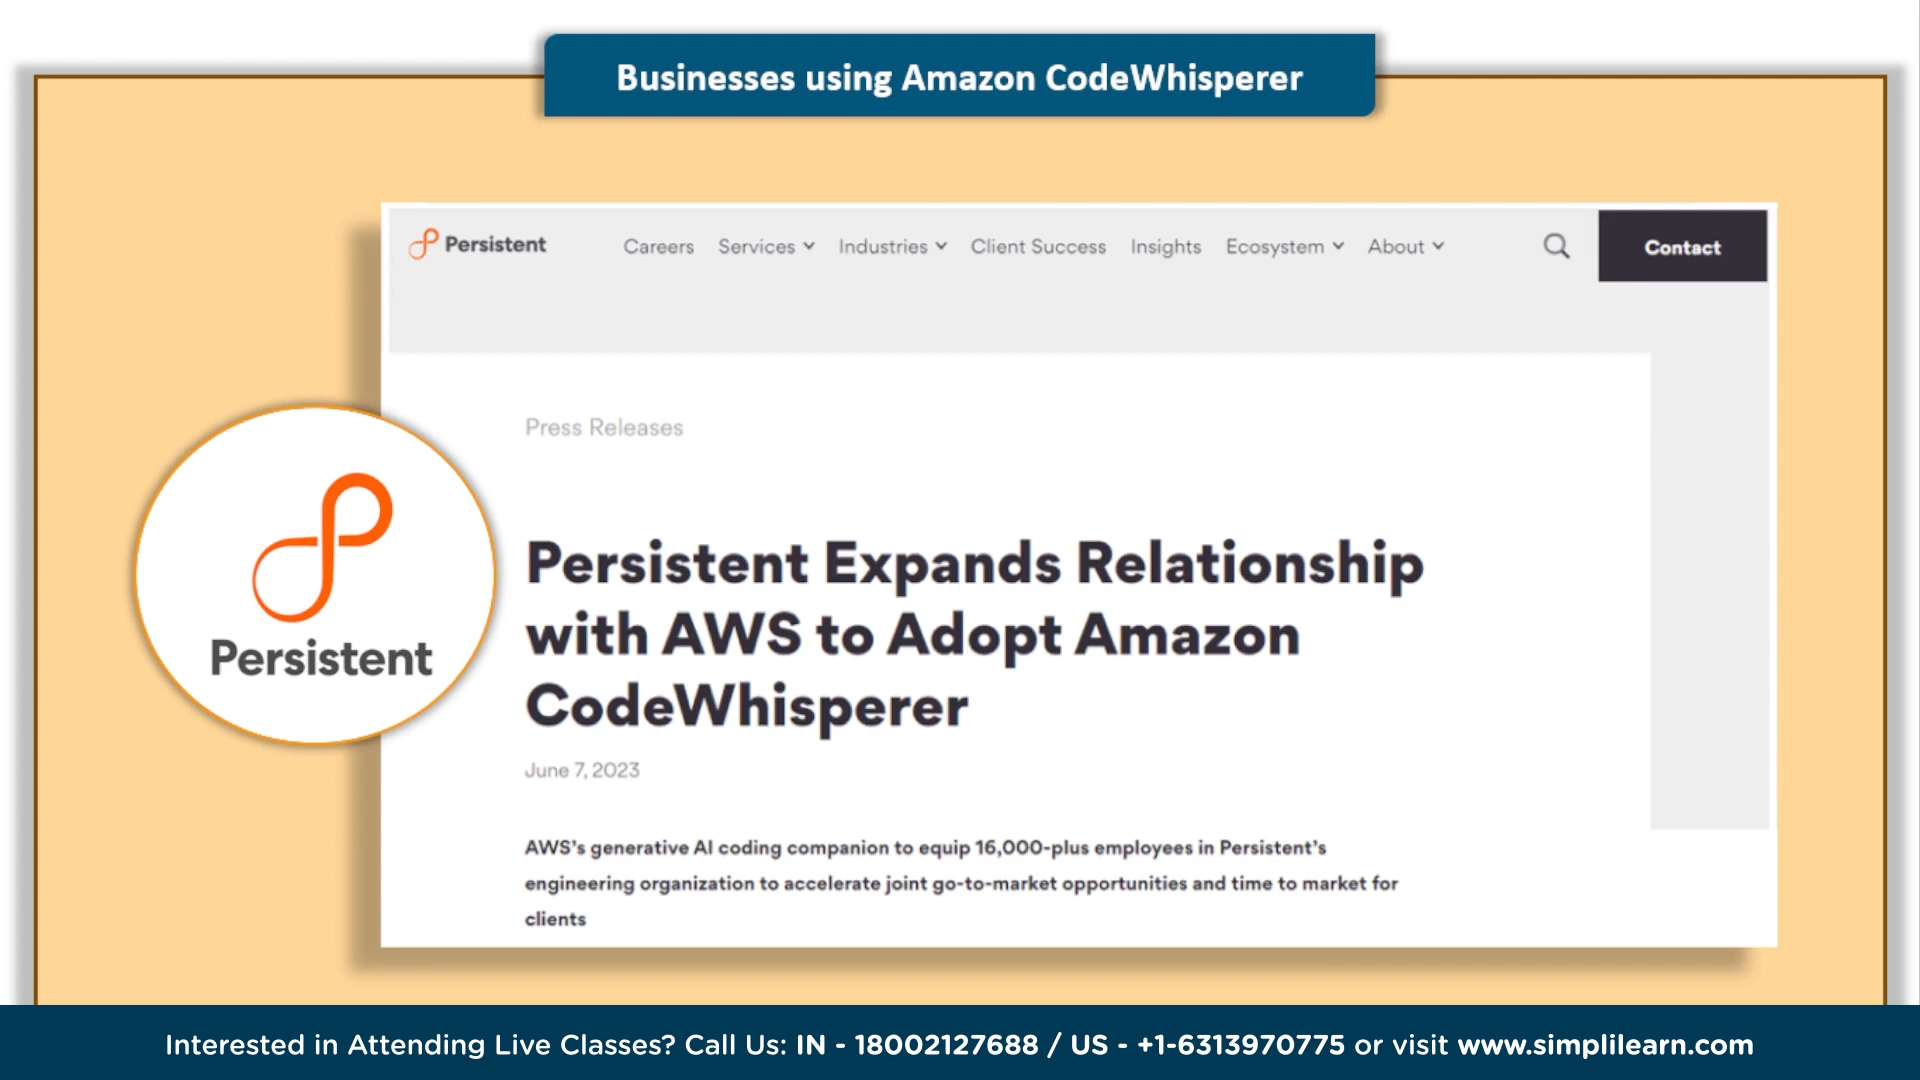 Businesses using Amazon CodeWhisperer
Persistent
Careers Services Industries Client Success Insights Ecosystem About
Contact
Press Releases
Persistent
Persistent Expands Relationship
with AWS to Adopt Amazon
CodeWhisperer
June 7, 2023
AWS's generative AI coding companion to equip 16,000-plus employees in Persistent's
engineering organization to accelerate joint go-to-market opportunities and time to market for
clients
Interested in Attending Live Classes? Call Us: IN - 18002127688 / US - +1-6313970775 or visit www.simplilearn.com